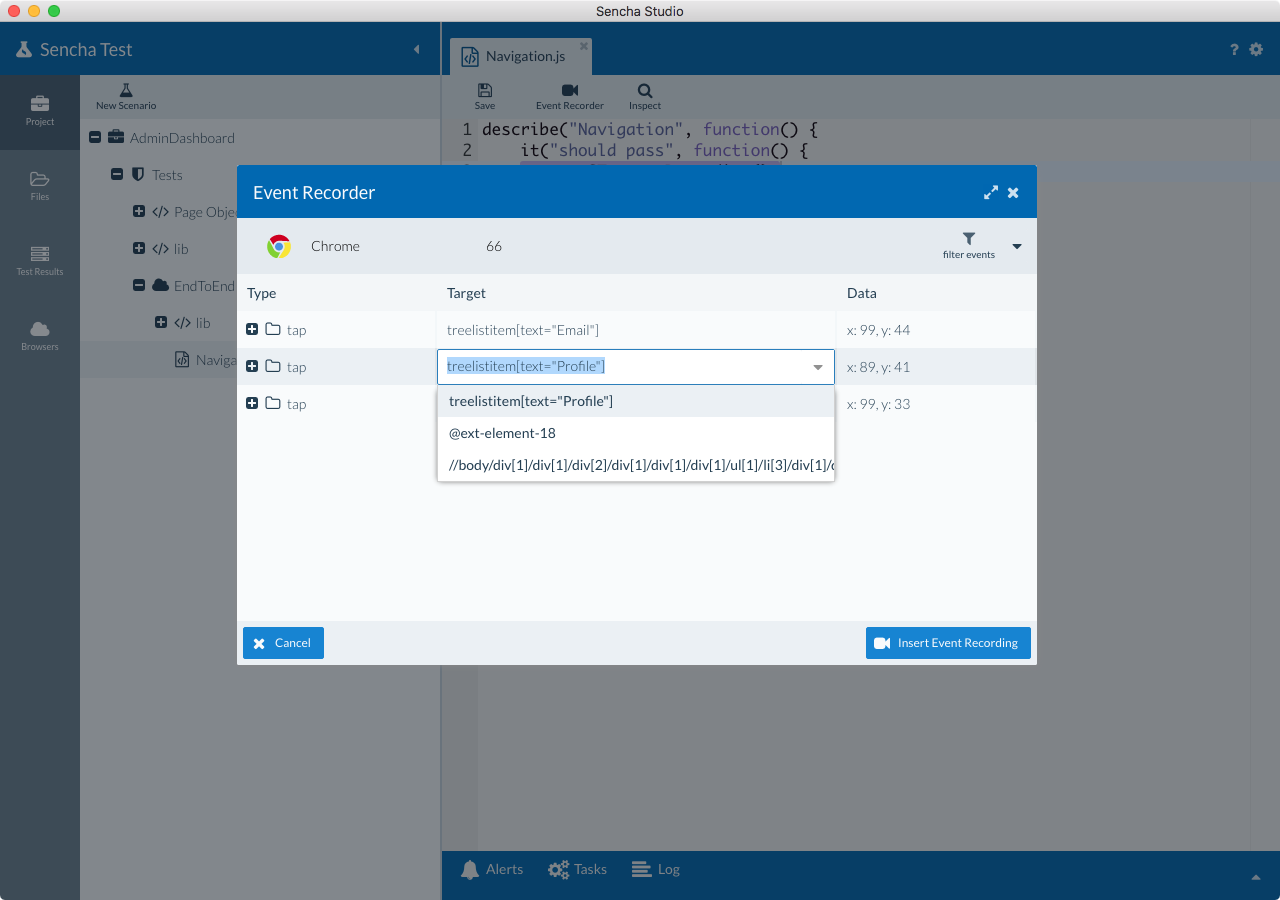 Sencha Studio
Sencha Test
Navigation.js
?
Project
Files
Test Results
Browsers
New Scenario
AdminDashboard
Tests
Page Obje
lib
EndToEnd
lib
Naviga
Save
Event Recorder
Inspect
1 describe("Navigation", function() {
2 it("should pass", function() {
Event Recorder
Chrome 66
filter events
Type Target Data
tap treelistitem[text="Email"] x: 99, y: 44
tap treelistitem[text="Profile"] x: 89, y: 41
tap x: 99, y: 33
treelistitem[text="Profile"]
@ext-element-18
//body/div[1]/div[1]/div[2]/div[1]/div[1]/div[1]/ul[1]/li[3]/div[1]/
Cancel
Insert Event Recording
Alerts
Tasks
Log